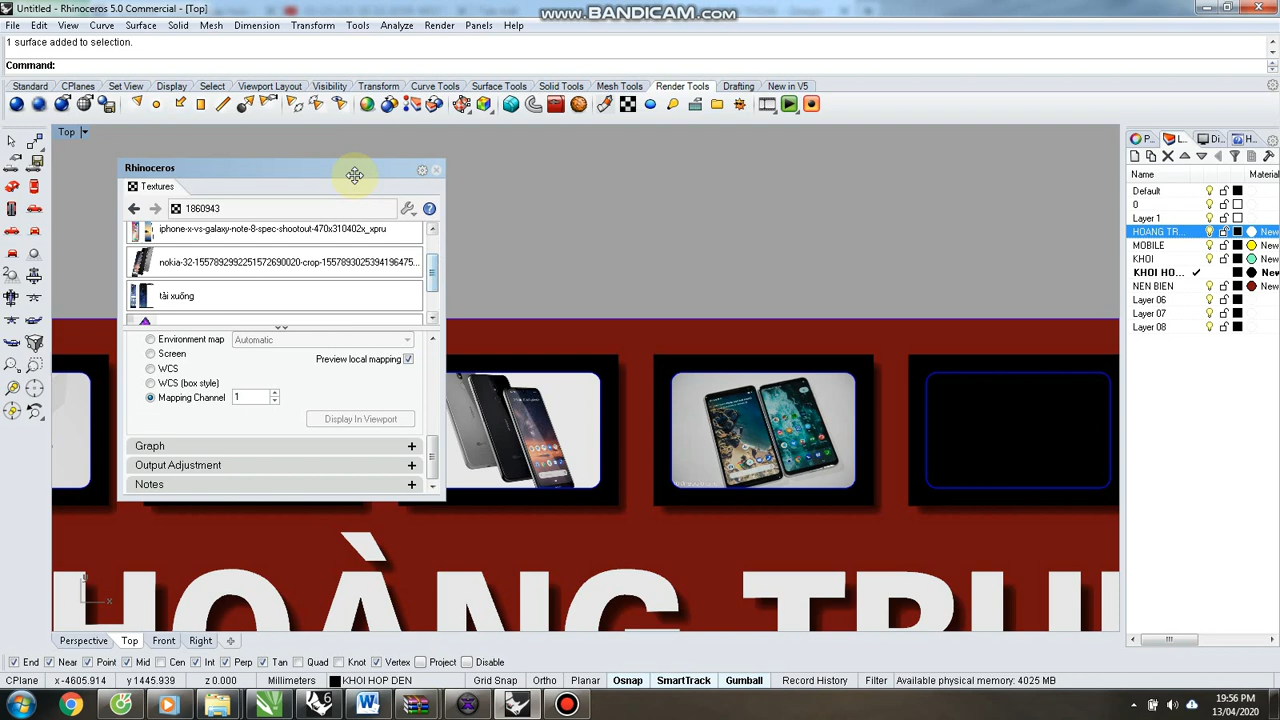 Untitled - Rhinoceros 5.0 Commercial - [Top]
www.BANDICAM.com
File Edit View Curve Surface Solid Mesh Dimension Transform Tools Analyze Render Panels Help
1 surface added to selection.
Command:
Standard CPlanes Set View Display Select Viewport Layout Visibility Transform Curve Tools Surface Tools Solid Tools Mesh Tools Render Tools Drafting New in V5
Top
P... L... Di... H...
Name Material
Default
0
Layer 1
HOANG TR... New
MOBILE New
KHOI New
KHOI HO... New
NEN BIEN New
Layer 06
Layer 07
Layer 08
Rhinoceros
Textures
1860943
iphone-x-vs-galaxy-note-8-spec-shootout-470x310402x_xpru
nokia-32-1557892992251572690020-crop-1557893025394196475...
tải xuống
Environment map Automatic
Screen Preview local mapping
WCS
WCS (box style)
Mapping Channel 1
Display In Viewport
Graph
Output Adjustment
Notes
HOÀNG TRU
x
Perspective Top Front Right
End Near Point Mid Cen Int Perp Tan Quad Knot Vertex Project Disable
CPlane x -4605.914 y 1445.939 z 0.000 Millimeters KHOI HOP DEN Grid Snap Ortho Planar Osnap SmartTrack Gumball Record History Filter Available physical memory: 4025 MB
19:56 PM
13/04/2020